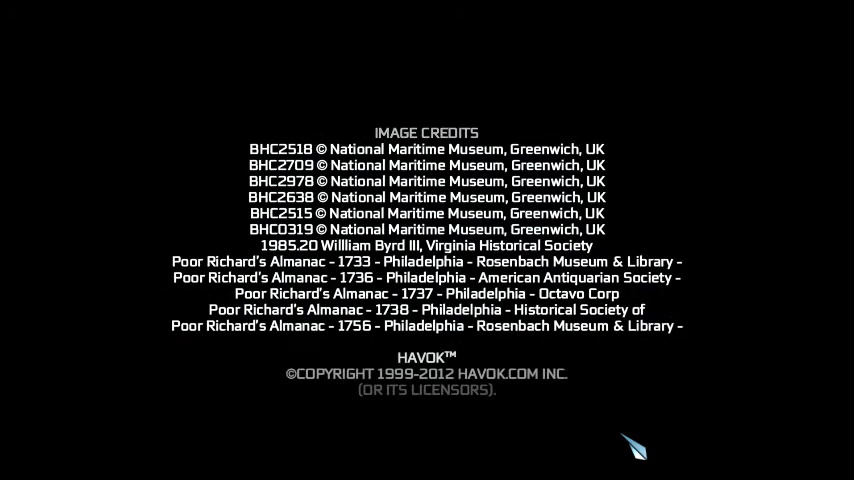 IMAGE CREDITS
BHC2518 © National Maritime Museum, Greenwich, UK
BHC2709 © National Maritime Museum, Greenwich, UK
BHC2978 © National Maritime Museum, Greenwich, UK
BHC2638 © National Maritime Museum, Greenwich, UK
BHC2515 © National Maritime Museum, Greenwich, UK
BHC0319 © National Maritime Museum, Greenwich, UK
1985.20 Willliam Byrd III, Virginia Historical Society
Poor Richard's Almanac - 1733 - Philadelphia - Rosenbach Museum & Library -
Poor Richard's Almanac - 1736 - Philadelphia - American Antiquarian Society -
Poor Richard's Almanac - 1737 - Philadelphia - Octavo Corp
Poor Richard's Almanac - 1738 - Philadelphia - Historical Society of
Poor Richard's Almanac - 1756 - Philadelphia - Rosenbach Museum & Library -
HAVOK™
©COPYRIGHT 1999-2012 HAVOK.COM INC.
(OR ITS LICENSORS).